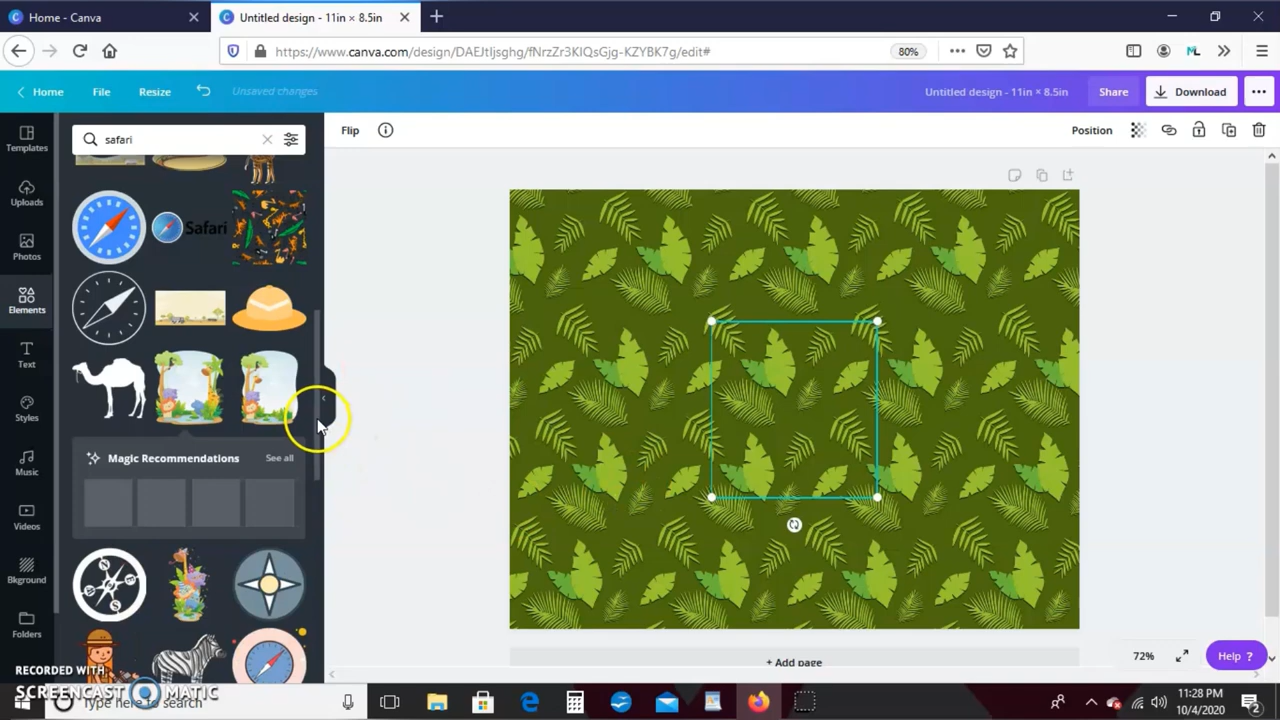 Home - Canva
Untitled design - 11in × 8.5in
https://www.canva.com/design/DAEJtIjsghg/fNrzZr3KIQsGjg-KZYBK7g/edit#
80%
Home
File
Resize
Unsaved changes
Untitled design - 11in × 8.5in
Share
Download
safari
Flip
Position
Templates
Uploads
Photos
Elements
Text
Styles
Music
Videos
Bkground
Folders
Safari
Magic Recommendations
See all
+ Add page
72%
Help ?
RECORDED WITH
SCREENCAST MATIC
Type here to search
11:28 PM
10/4/2020
2